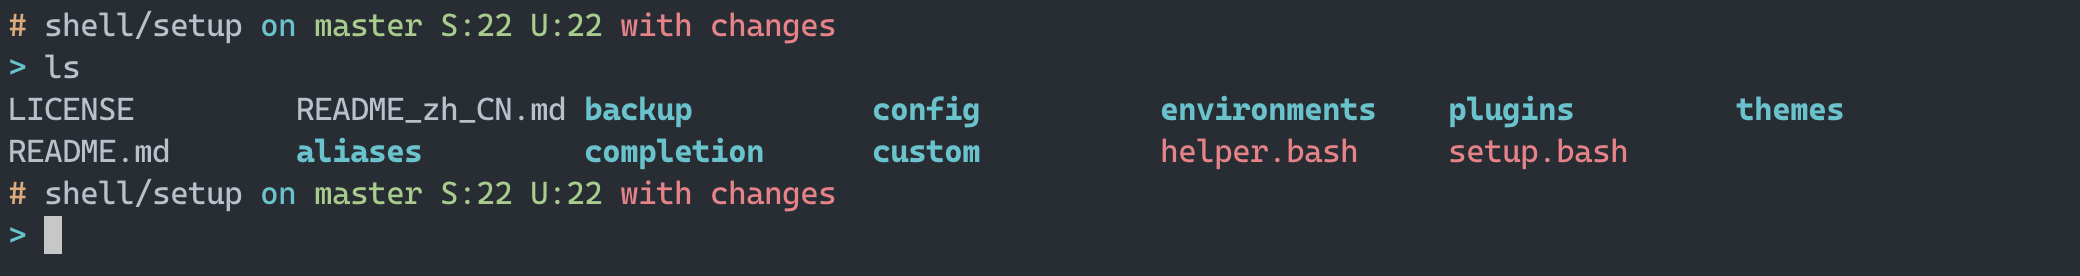 # shell/setup on master S:22 U:22 with changes
> ls
LICENSE README_zh_CN.md backup config environments plugins themes
README.md aliases completion custom helper.bash setup.bash
# shell/setup on master S:22 U:22 with changes
>